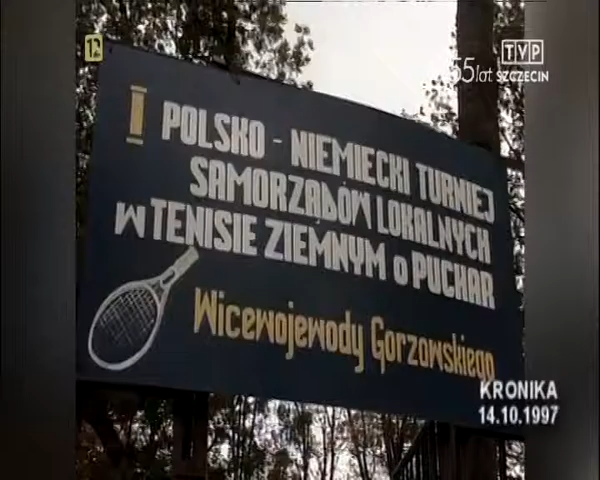 12
TVP
55 lat SZCZECIN
I POLSKO - NIEMIECKI TURNIEJ
SAMORZĄDÓW LOKALNYCH
W TENISIE ZIEMNYM O PUCHAR
Wicewojewody Gorzowskiego
KRONIKA
14.10.1997